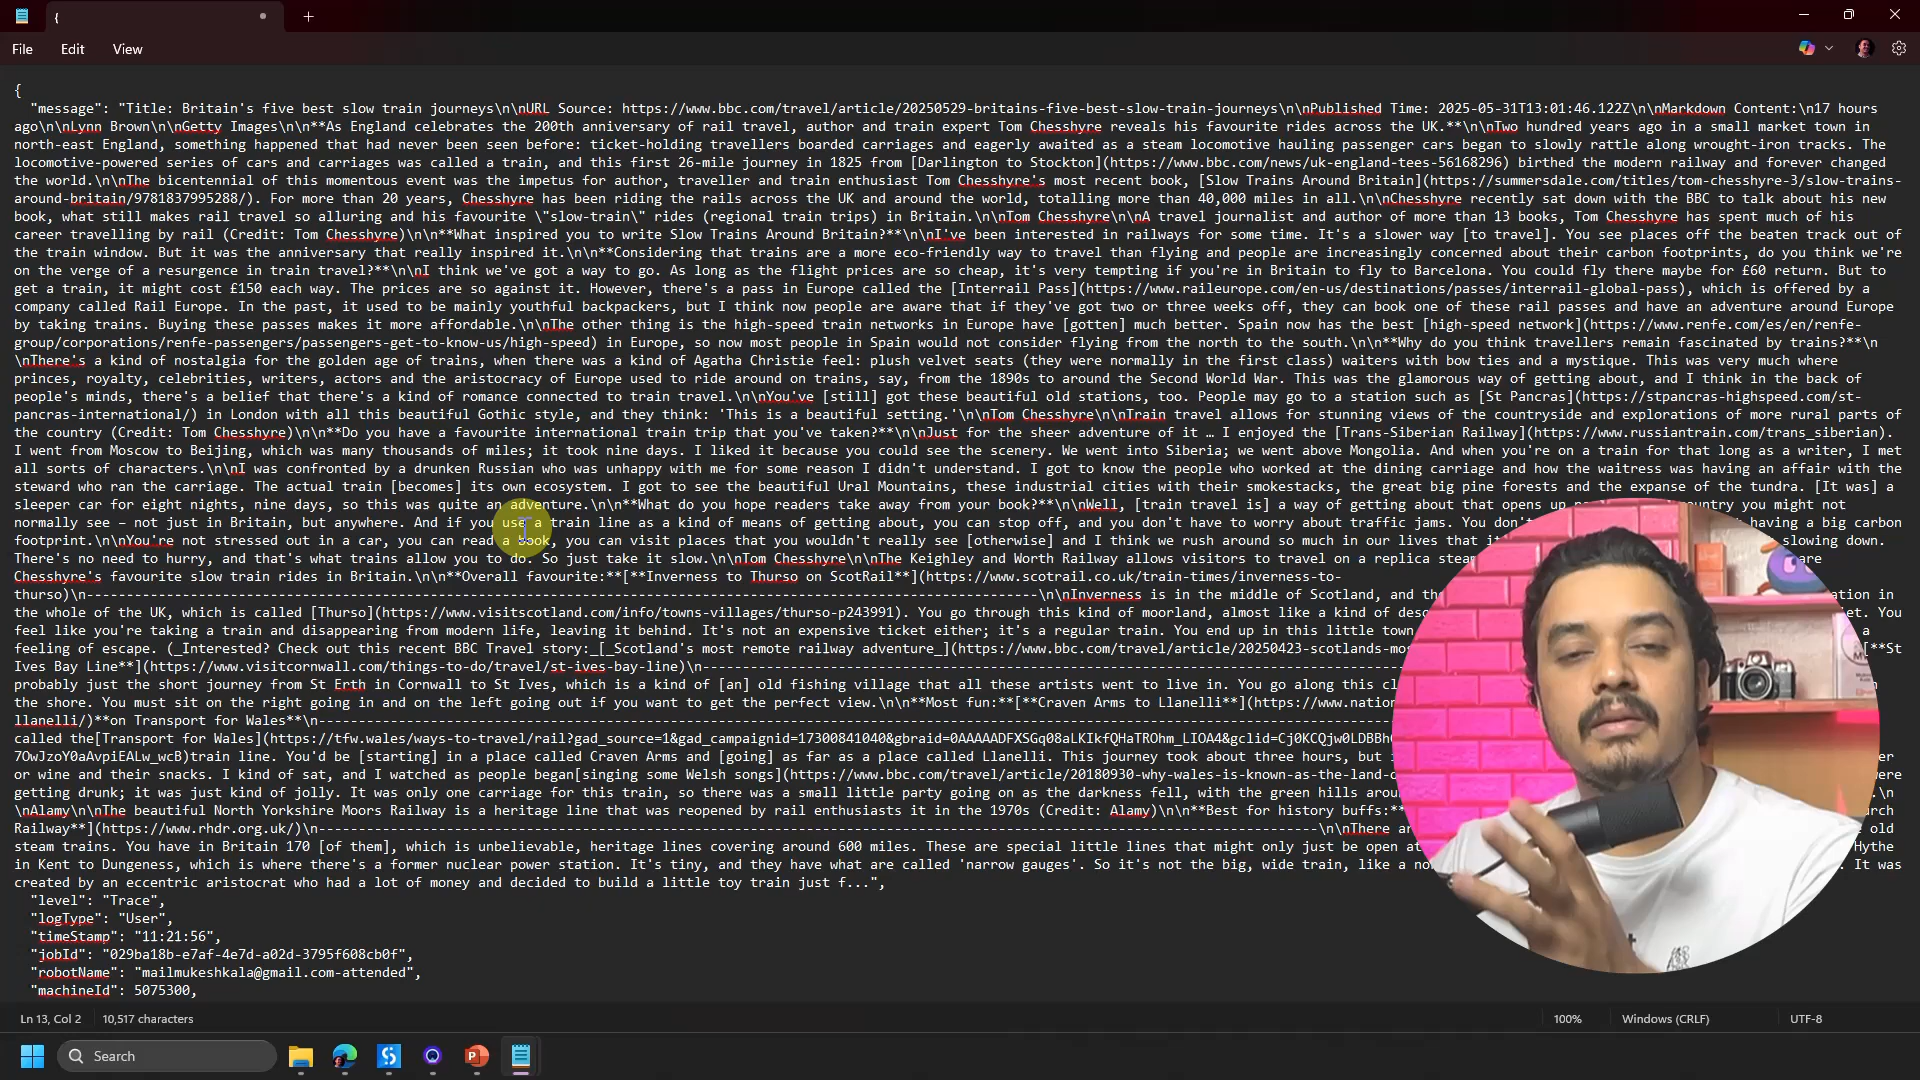 {
File Edit View
{
"message": "Title: Britain's five best slow train journeys\n\nURL Source: https://www.bbc.com/travel/article/20250529-britains-five-best-slow-train-journeys\n\nPublished Time: 2025-05-31T13:01:46.122Z\n\nMarkdown Content:\n17 hours
ago\n\nLynn Brown\n\nGetty Images\n\n**As England celebrates the 200th anniversary of rail travel, author and train expert Tom Chesshyre reveals his favourite rides across the UK.**\n\nTwo hundred years ago in a small market town in
north-east England, something happened that had never been seen before: ticket-holding travellers boarded carriages and eagerly awaited as a steam locomotive hauling passenger cars began to slowly rattle along wrought-iron tracks. The
locomotive-powered series of cars and carriages was called a train, and this first 26-mile journey in 1825 from [Darlington to Stockton](https://www.bbc.com/news/uk-england-tees-56168296) birthed the modern railway and forever changed
the world.\n\nThe bicentennial of this momentous event was the impetus for author, traveller and train enthusiast Tom Chesshyre's most recent book, [Slow Trains Around Britain](https://summersdale.com/titles/tom-chesshyre-3/slow-trains-
around-britain/9781837995288/). For more than 20 years, Chesshyre has been riding the rails across the UK and around the world, totalling more than 40,000 miles in all.\n\nChesshyre recently sat down with the BBC to talk about his new
book, what still makes rail travel so alluring and his favourite \"slow-train\" rides (regional train trips) in Britain.\n\nTom Chesshyre\n\nA travel journalist and author of more than 13 books, Tom Chesshyre has spent much of his
career travelling by rail (Credit: Tom Chesshyre)\n\n**What inspired you to write Slow Trains Around Britain?**\n\nI've been interested in railways for some time. It's a slower way [to travel]. You see places off the beaten track out of
the train window. But it was the anniversary that really inspired it.\n\n**Considering that trains are a more eco-friendly way to travel than flying and people are increasingly concerned about their carbon footprints, do you think we're
on the verge of a resurgence in train travel?**\n\nI think we've got a way to go. As long as the flight prices are so cheap, it's very tempting if you're in Britain to fly to Barcelona. You could fly there maybe for £60 return. But to
get a train, it might cost £150 each way. The prices are so against it. However, there's a pass in Europe called the [Interrail Pass](https://www.raileurope.com/en-us/destinations/passes/interrail-global-pass), which is offered by a
company called Rail Europe. In the past, it used to be mainly youthful backpackers, but I think now people are aware that if they've got two or three weeks off, they can book one of these rail passes and have an adventure around Europe
by taking trains. Buying these passes makes it more affordable.\n\nThe other thing is the high-speed train networks in Europe have [gotten] much better. Spain now has the best [high-speed network](https://www.renfe.com/es/en/renfe-
group/corporations/renfe-passengers/passengers-get-to-know-us/high-speed) in Europe, so now most people in Spain would not consider flying from the north to the south.\n\n**Why do you think travellers remain fascinated by trains?**\n
\nThere's a kind of nostalgia for the golden age of trains, when there was a kind of Agatha Christie feel: plush velvet seats (they were normally in the first class) waiters with bow ties and a mystique. This was very much where
princes, royalty, celebrities, writers, actors and the aristocracy of Europe used to ride around on trains, say, from the 1890s to around the Second World War. This was the glamorous way of getting about, and I think in the back of
people's minds, there's a belief that there's a kind of romance connected to train travel.\n\nYou've [still] got these beautiful old stations, too. People may go to a station such as [St Pancras](https://stpancras-highspeed.com/st-
pancras-international/) in London with all this beautiful Gothic style, and they think: 'This is a beautiful setting.'\n\nTom Chesshyre\n\nTrain travel allows for stunning views of the countryside and explorations of more rural parts of
the country (Credit: Tom Chesshyre)\n\n**Do you have a favourite international train trip that you've taken?**\n\nJust for the sheer adventure of it … I enjoyed the [Trans-Siberian Railway](https://www.russiantrain.com/trans_siberian).
I went from Moscow to Beijing, which was many thousands of miles; it took nine days. I liked it because you could see the scenery. We went into Siberia; we went above Mongolia. And when you're on a train for that long as a writer, I met
all sorts of characters.\n\nI was confronted by a drunken Russian who was unhappy with me for some reason I didn't understand. I got to know the people who worked at the dining carriage and how the waitress was having an affair with the
steward who ran the carriage. The actual train [becomes] its own ecosystem. I got to see the beautiful Ural Mountains, these industrial cities with their smokestacks, the great big pine forests and the expanse of the tundra. [It was] a
sleeper car for eight nights, nine days, so this was quite an adventure.\n\n**What do you hope readers take away from your book?**\n\nWell, [train travel is] a way of getting about that opens up you might not
normally see – not just in Britain, but anywhere. And if you use a train line as a kind of means of getting about, you can stop off, and you don't have to worry about traffic jams. You don' having a big carbon
footprint.\n\nYou're not stressed out in a car, you can read a book, you can visit places that you wouldn't really see [otherwise] and I think we rush around so much in our lives that it slowing down.
There's no need to hurry, and that's what trains allow you to do. So just take it slow.\n\nTom Chesshyre\n\nThe Keighley and Worth Railway allows visitors to travel on a replica stea are
Chesshyre's favourite slow train rides in Britain.\n\n**Overall favourite:**[**Inverness to Thurso on ScotRail**](https://www.scotrail.co.uk/train-times/inverness-to-
thurso)\n------------------------------------------------------------------------------------------------------------------------\n\nInverness is in the middle of Scotland, and the ation in
the whole of the UK, which is called [Thurso](https://www.visitscotland.com/info/towns-villages/thurso-p243991). You go through this kind of moorland, almost like a kind of des et. You
feel like you're taking a train and disappearing from modern life, leaving it behind. It's not an expensive ticket either; it's a regular train. You end up in this little town a
feeling of escape. (_Interested? Check out this recent BBC Travel story:_[_Scotland's most remote railway adventure_](https://www.bbc.com/travel/article/20250423-scotlands-mos [**St
Ives Bay Line**](https://www.visitcornwall.com/things-to-do/travel/st-ives-bay-line)\n----------------------------------------------------------------------------------------
probably just the short journey from St Erth in Cornwall to St Ives, which is a kind of [an] old fishing village that all these artists went to live in. You go along this cl
the shore. You must sit on the right going in and on the left going out if you want to get the perfect view.\n\n**Most fun:**[**Craven Arms to Llanelli**](https://www.nation
llanelli/)**on Transport for Wales**\n----------------------------------------------------------------------------------------------------------------------------------------
called the[Transport for Wales](https://tfw.wales/ways-to-travel/rail?gad_source=1&gad_campaignid=17300841040&gbraid=0AAAAADFXSGq08aLKIkfQHaTROhm_LIOA4&gclid=Cj0KCQjw0LDBBh
7OwJzoY0aAvpiEALw_wcB)train line. You'd be [starting] in a place called Craven Arms and [going] as far as a place called Llanelli. This journey took about three hours, but i er
or wine and their snacks. I kind of sat, and I watched as people began[singing some Welsh songs](https://www.bbc.com/travel/article/20180930-why-wales-is-known-as-the-land-o were
getting drunk; it was just kind of jolly. It was only one carriage for this train, so there was a small little party going on as the darkness fell, with the green hills arou .\n
\nAlamy\n\nThe beautiful North Yorkshire Moors Railway is a heritage line that was reopened by rail enthusiasts it in the 1970s (Credit: Alamy)\n\n**Best for history buffs:** urch
Railway**](https://www.rhdr.org.uk/)\n------------------------------------------------------------------------------------------------------------------------------\n\nThere ar old
steam trains. You have in Britain 170 [of them], which is unbelievable, heritage lines covering around 600 miles. These are special little lines that might only just be open at Hythe
in Kent to Dungeness, which is where there's a former nuclear power station. It's tiny, and they have what are called 'narrow gauges'. So it's not the big, wide train, like a no It was
created by an eccentric aristocrat who had a lot of money and decided to build a little toy train just f...",
"level": "Trace",
"logType": "User",
"timeStamp": "11:21:56",
"jobId": "029ba18b-e7af-4e7d-a02d-3795f608cb0f",
"robotName": "mailmukeshkala@gmail.com-attended",
"machineId": 5075300,
Ln 13, Col 2 10,517 characters 100% Windows (CRLF) UTF-8
Search